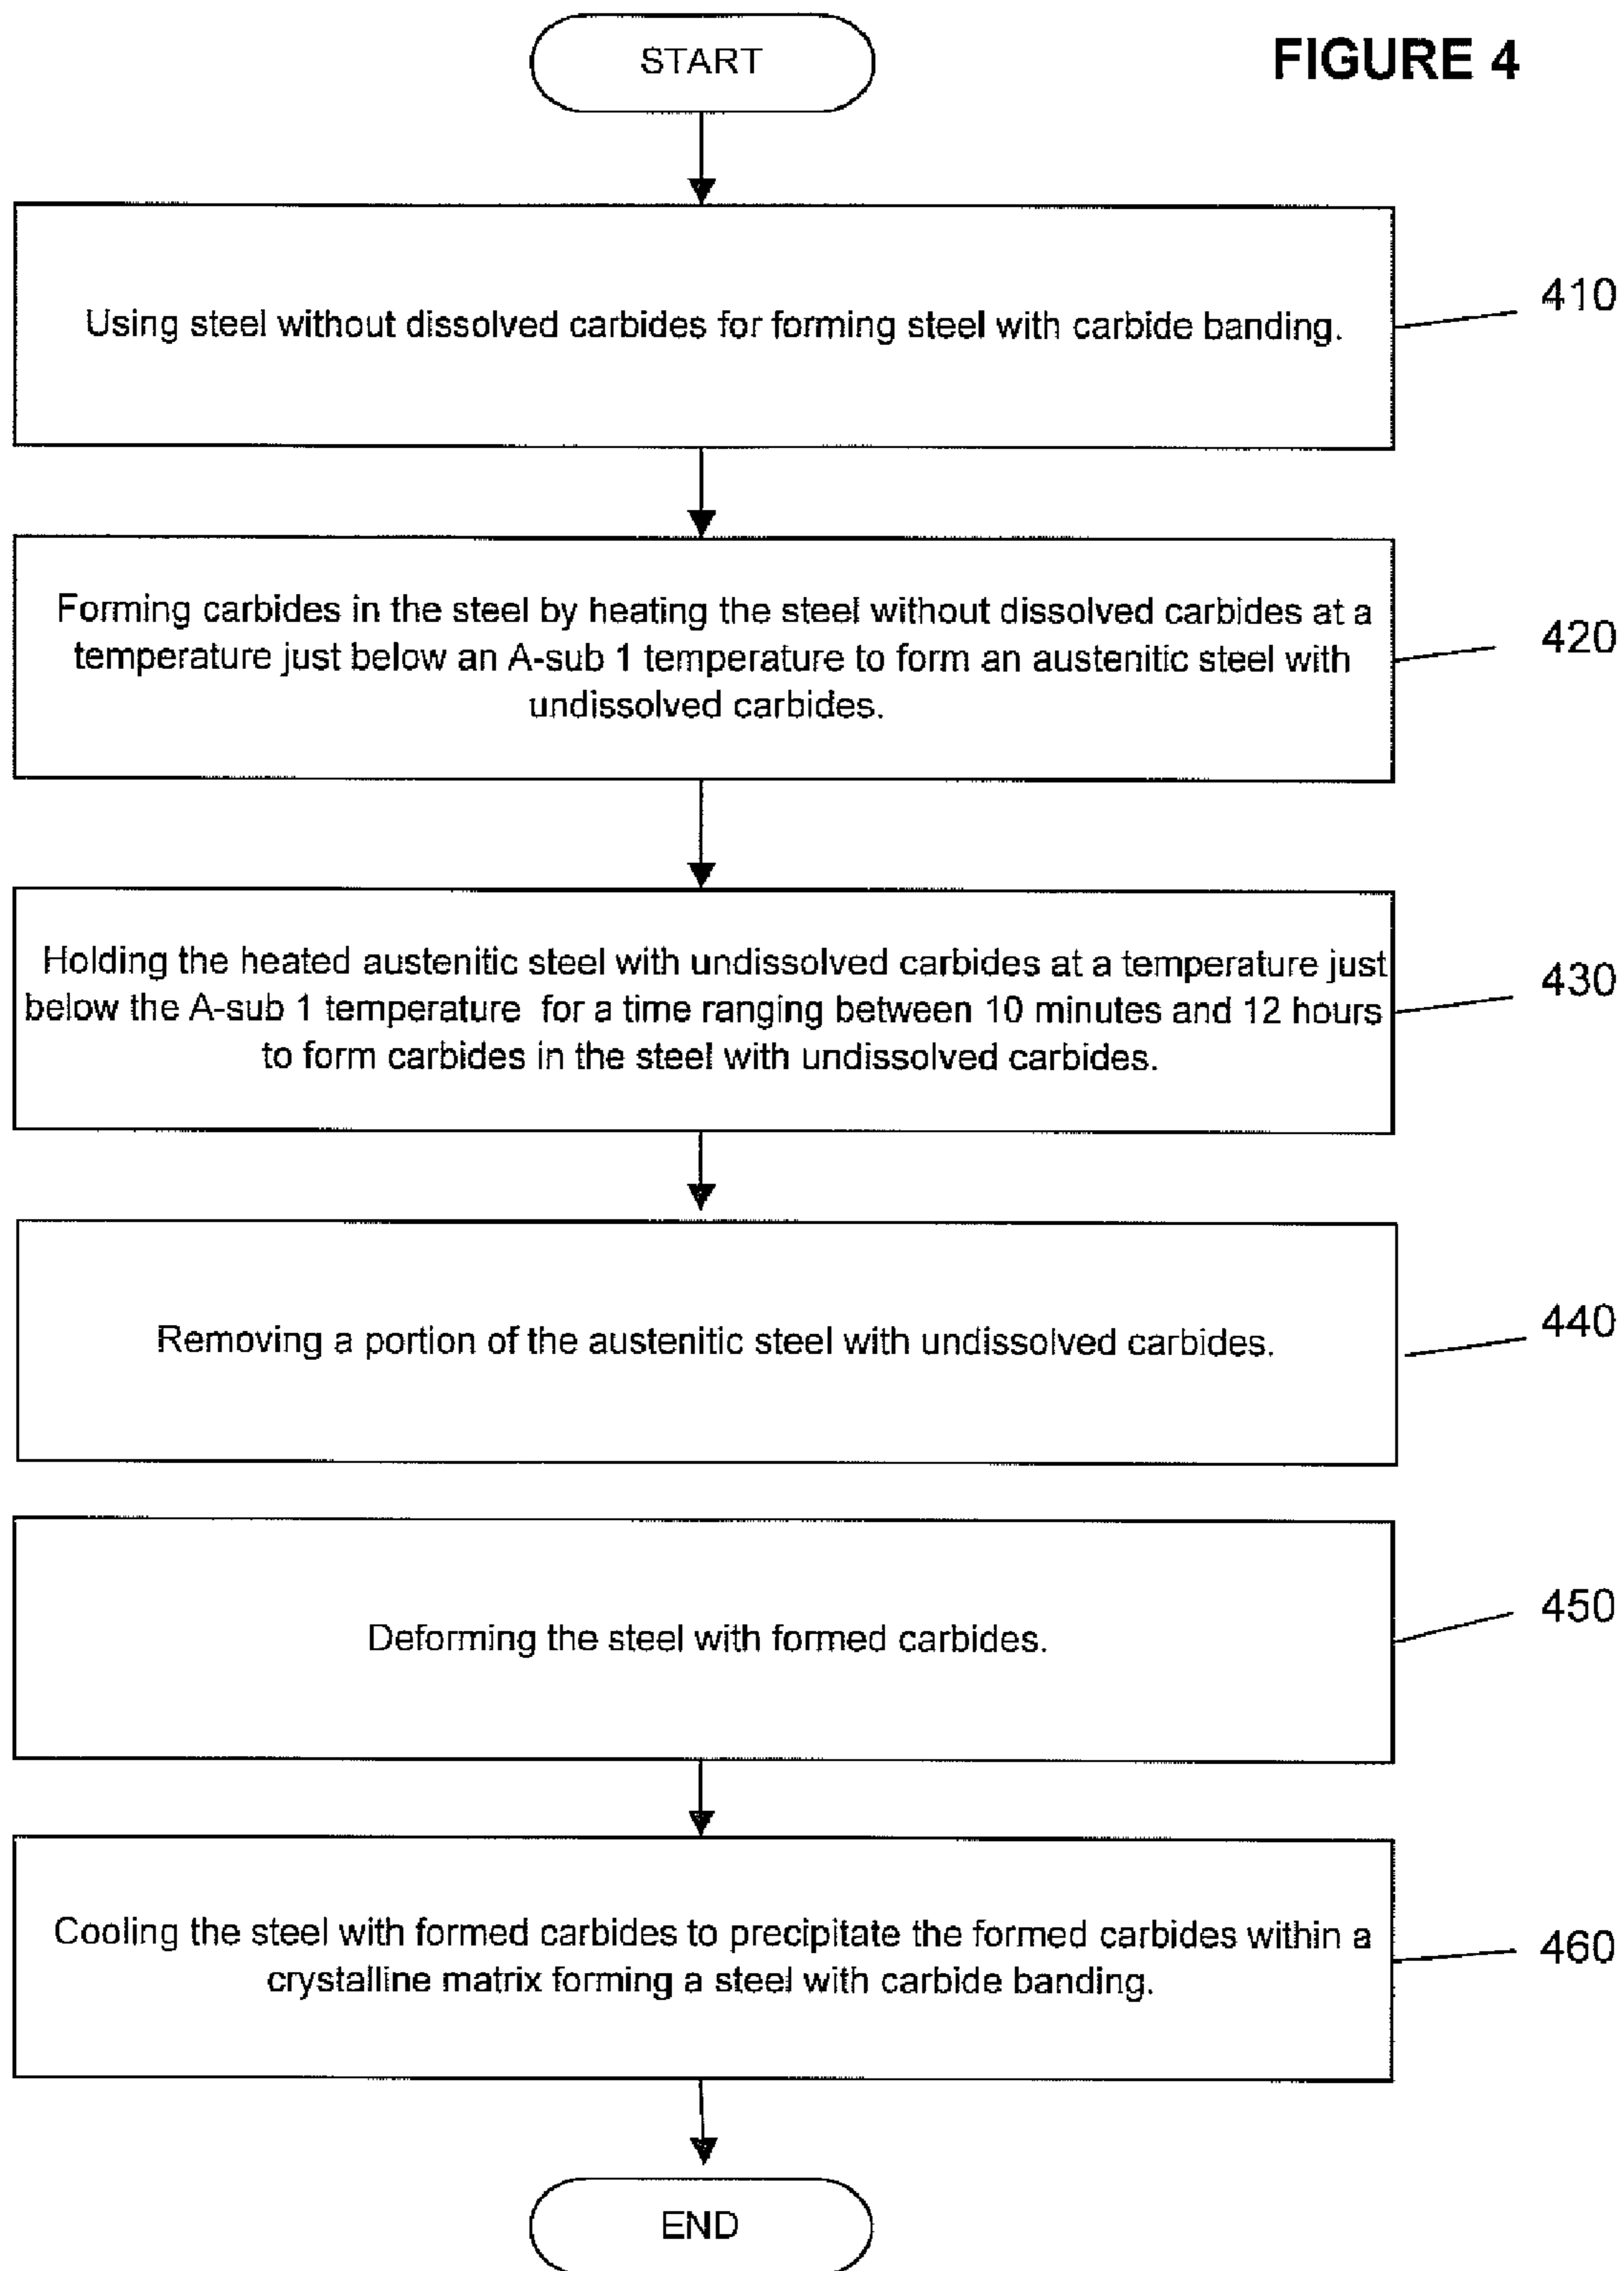 START
FIGURE 4
Using steel without dissolved carbides for forming steel with carbide banding.
410
Forming carbides in the steel by heating the steel without dissolved carbides at a
temperature just below an A-sub 1 temperature to form an austenitic steel with
undissolved carbides.
420
Holding the heated austenitic steel with undissolved carbides at a temperature just
below the A-sub 1 temperature for a time ranging between 10 minutes and 12 hours
to form carbides in the steel with undissolved carbides.
430
Removing a portion of the austenitic steel with undissolved carbides.
440
Deforming the steel with formed carbides.
450
Cooling the steel with formed carbides to precipitate the formed carbides within a
crystalline matrix forming a steel with carbide banding.
460
END